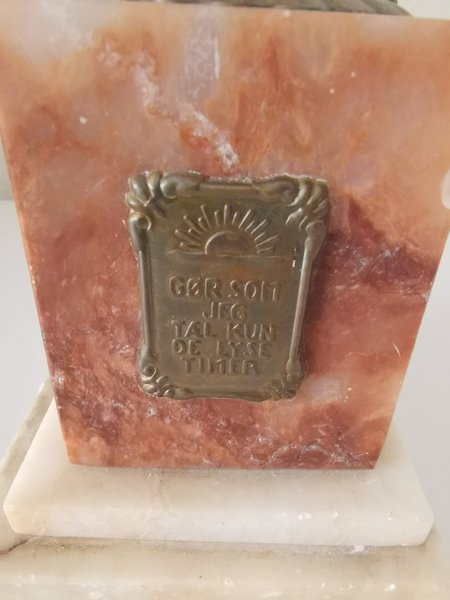 GØR SOM
JEG
TÆL KUN
DE LYSE
TIMER